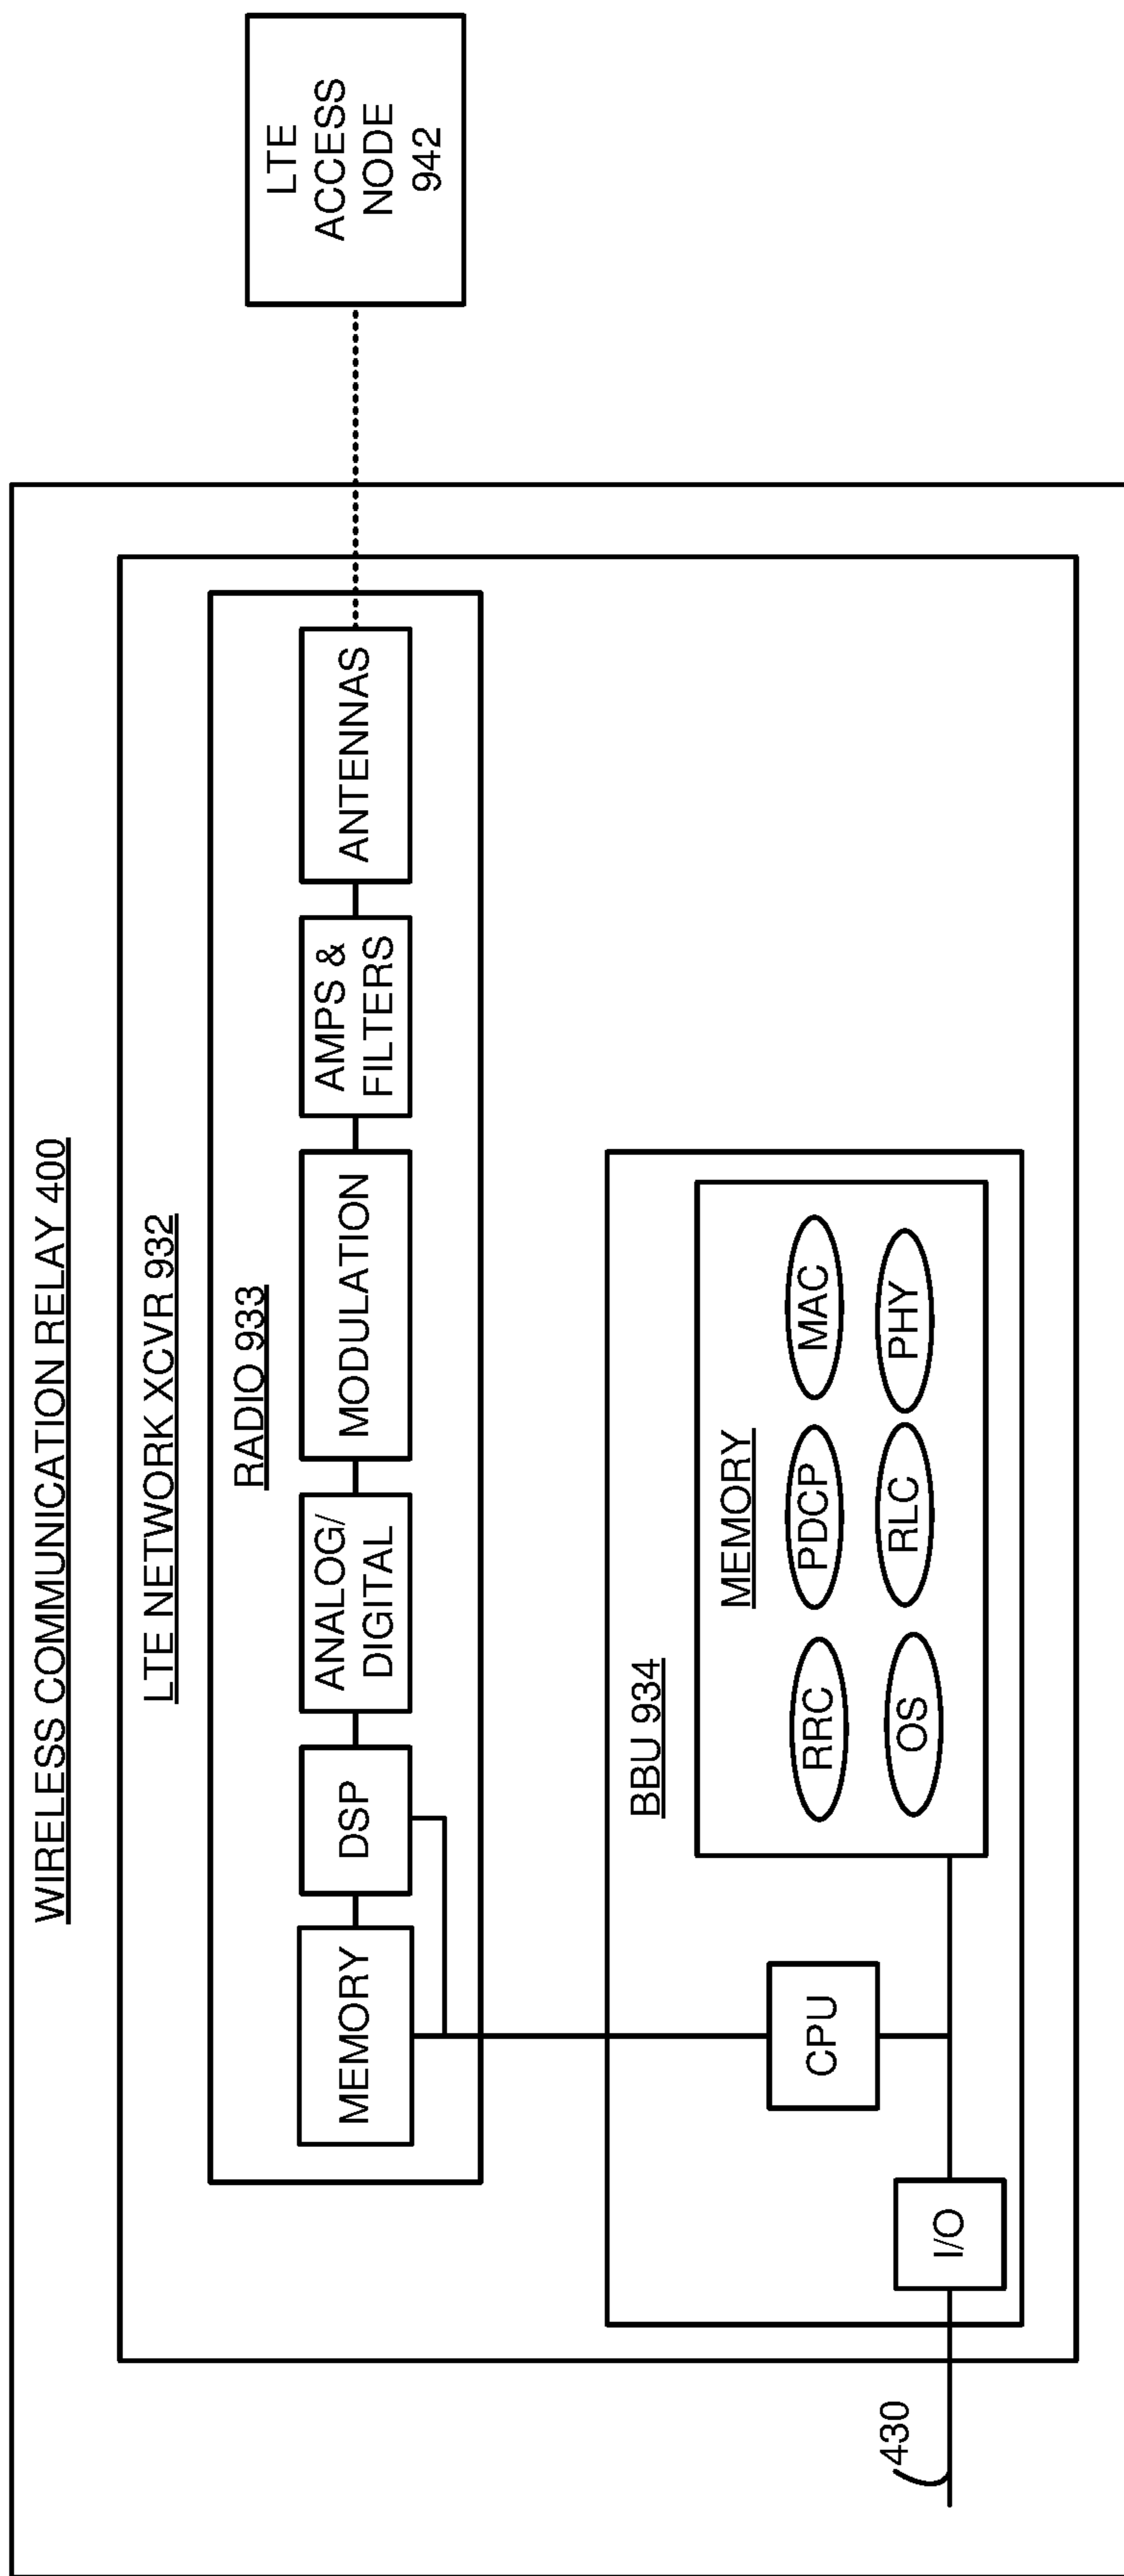 WIRELESS COMMUNICATION RELAY 400
LTE NETWORK XCVR 932
RADIO 933
MEMORY
DSP
ANALOG/
DIGITAL
MODULATION
AMPS &
FILTERS
ANTENNAS
LTE
ACCESS
NODE
942
BBU 934
CPU
I/O
MEMORY
RRC
PDCP
MAC
OS
RLC
PHY
430